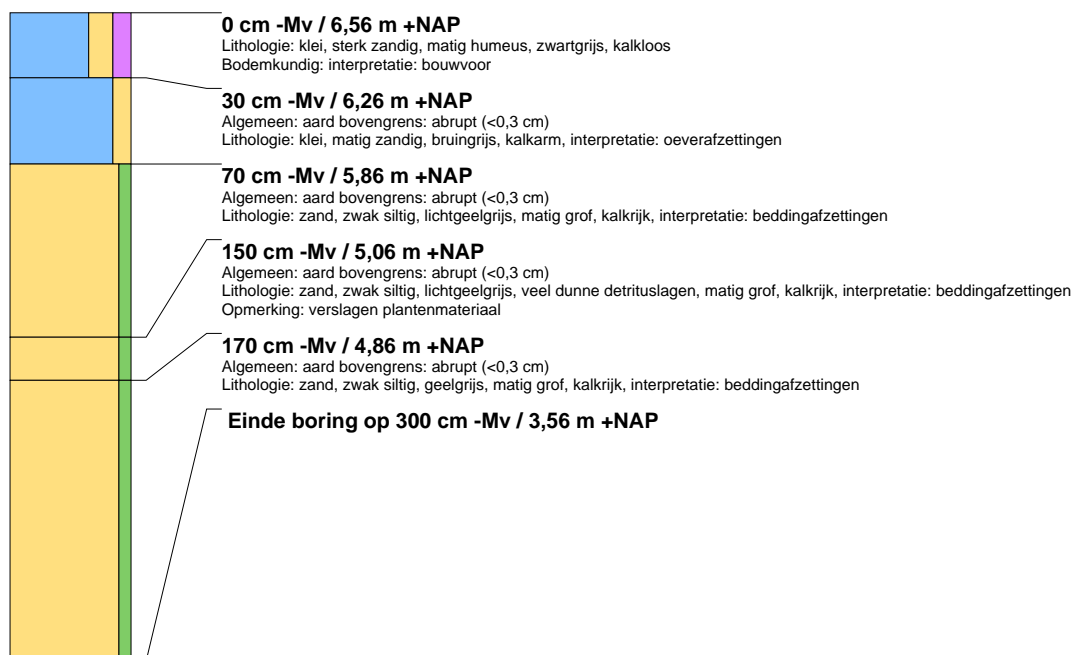 0 cm -Mv / 6,56 m +NAP
Lithologie: klei, sterk zandig, matig humeus, zwartgrijs, kalkloos
Bodemkundig: interpretatie: bouwvoor
30 cm -Mv / 6,26 m +NAP
Algemeen: aard bovengrens: abrupt (<0,3 cm)
Lithologie: klei, matig zandig, bruingrijs, kalkarm, interpretatie: oeverafzettingen
70 cm -Mv / 5,86 m +NAP
Algemeen: aard bovengrens: abrupt (<0,3 cm)
Lithologie: zand, zwak siltig, lichtgeelgrijs, matig grof, kalkrijk, interpretatie: beddingafzettingen
150 cm -Mv / 5,06 m +NAP
Algemeen: aard bovengrens: abrupt (<0,3 cm)
Lithologie: zand, zwak siltig, lichtgeelgrijs, veel dunne detrituslagen, matig grof, kalkrijk, interpretatie: beddingafzettingen
Opmerking: verslagen plantenmateriaal
170 cm -Mv / 4,86 m +NAP
Algemeen: aard bovengrens: abrupt (<0,3 cm)
Lithologie: zand, zwak siltig, geelgrijs, matig grof, kalkrijk, interpretatie: beddingafzettingen
Einde boring op 300 cm -Mv / 3,56 m +NAP